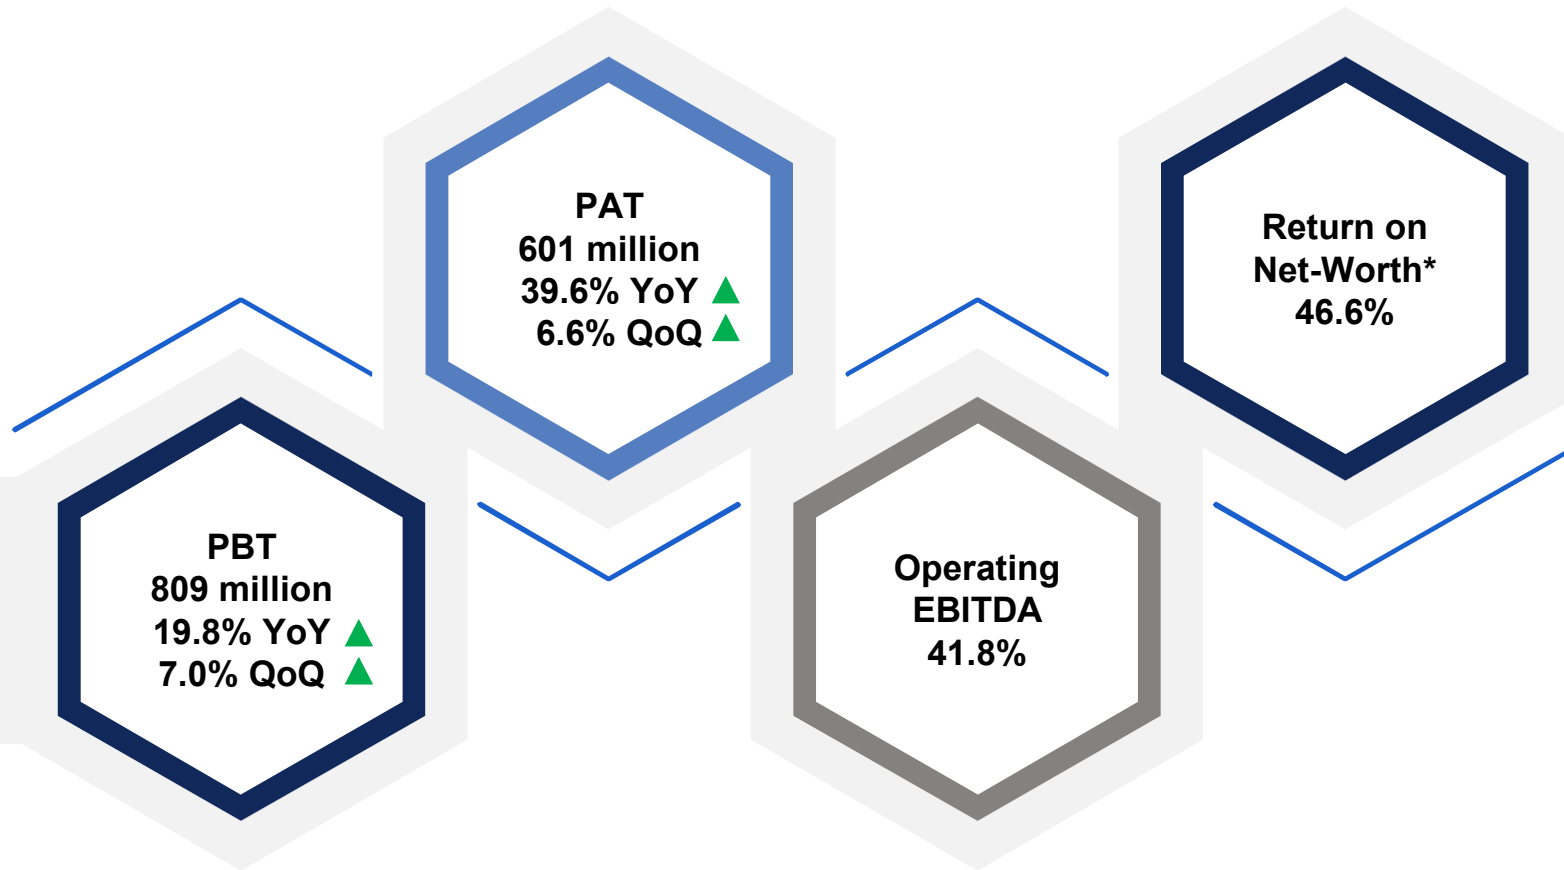 PBT
809 million
19.8% YoY
7.0% QoQ
PAT
601 million
39.6% YoY
6.6% QoQ
Operating
EBITDA
41.8%
Return on
Net-Worth*
46.6%